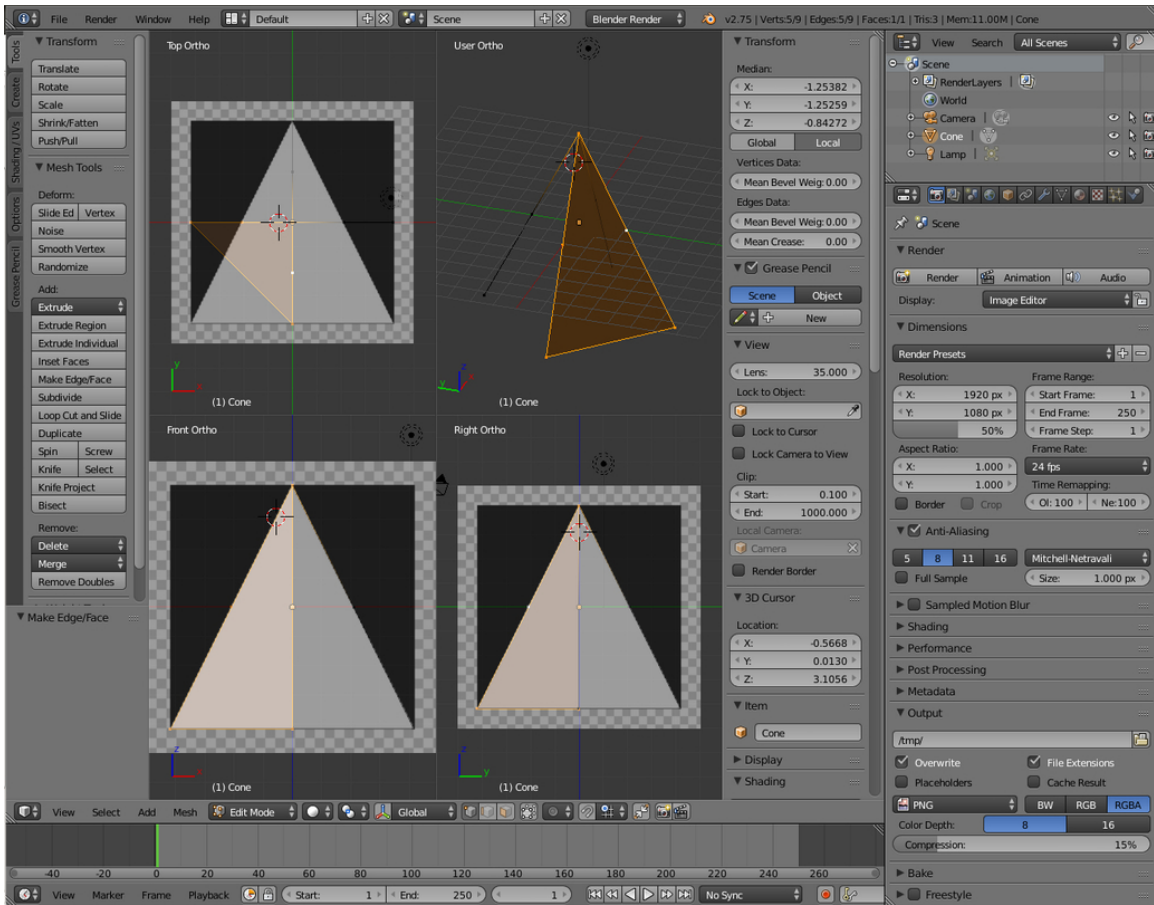 File Render Window Help Default Scene Blender Render v2.75 | Verts:5/9 | Edges:5/9 | Faces:1/1 | Tris:3 | Mem:11.00M | Cone
Tools
Create
Shading / UVs
Options
Grease Pencil
Transform
Translate
Rotate
Scale
Shrink/Fatten
Push/Pull
Mesh Tools
Deform:
Slide Ed Vertex
Noise
Smooth Vertex
Randomize
Add:
Extrude
Extrude Region
Extrude Individual
Inset Faces
Make Edge/Face
Subdivide
Loop Cut and Slide
Duplicate
Spin Screw
Knife Select
Knife Project
Bisect
Remove:
Delete
Merge
Remove Doubles
Make Edge/Face
Top Ortho
y
x
(1) Cone
User Ortho
z
y
x
(1) Cone
Front Ortho
z
x
(1) Cone
Right Ortho
z
y
(1) Cone
Transform
Median:
X: -1.25382
Y: -1.25259
Z: -0.84272
Global Local
Vertices Data:
Mean Bevel Weig: 0.00
Edges Data:
Mean Bevel Weig: 0.00
Mean Crease: 0.00
Grease Pencil
Scene Object
New
View
Lens: 35.000
Lock to Object:
Lock to Cursor
Lock Camera to View
Clip:
Start: 0.100
End: 1000.000
Local Camera:
Camera
Render Border
3D Cursor
Location:
X: -0.5668
Y: 0.0130
Z: 3.1056
Item
Cone
Display
Shading
View Search All Scenes
Scene
RenderLayers |
World
Camera |
Cone |
Lamp |
Scene
Render
Render Animation Audio
Display: Image Editor
Dimensions
Render Presets
Resolution: Frame Range:
X: 1920 px Start Frame: 1
Y: 1080 px End Frame: 250
50% Frame Step: 1
Aspect Ratio: Frame Rate:
X: 1.000 24 fps
Y: 1.000 Time Remapping:
Border Crop Ol: 100 Ne:100
Anti-Aliasing
5 8 11 16 Mitchell-Netravali
Full Sample Size: 1.000 px
Sampled Motion Blur
Shading
Performance
Post Processing
Metadata
Output
/tmp/
Overwrite File Extensions
Placeholders Cache Result
PNG BW RGB RGBA
Color Depth: 8 16
Compression: 15%
Bake
Freestyle
View Select Add Mesh Edit Mode Global
-40 -20 0 20 40 60 80 100 120 140 160 180 200 220 240 260
View Marker Frame Playback Start: 1 End: 250 1 No Sync